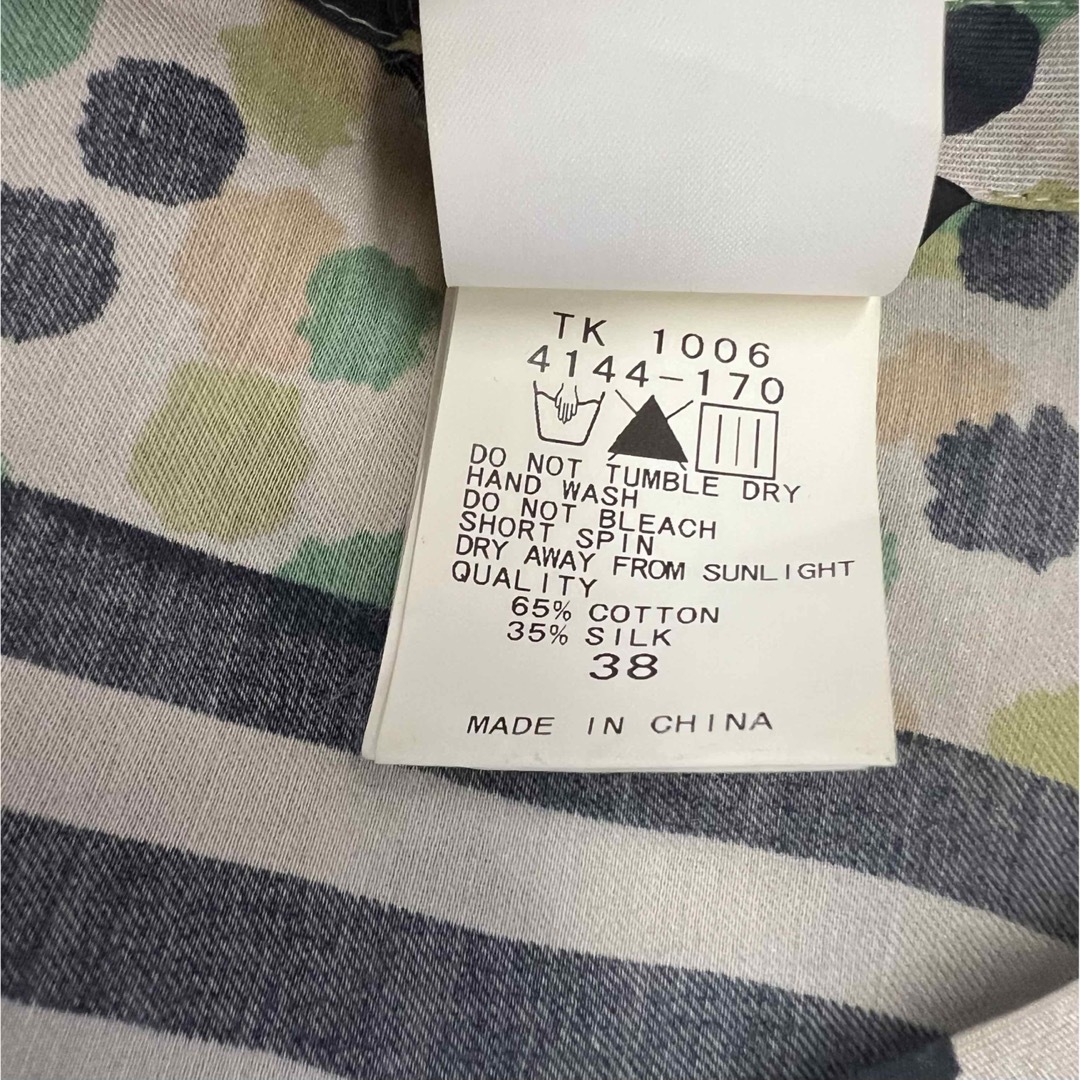 TK 1006
4144-170
DO NOT TUMBLE DRY
HAND WASH
DO NOT BLEACH
SHORT SPIN
DRY AWAY FROM SUNLIGHT
QUALITY
65% COTTON
35% SILK
38
MADE IN CHINA